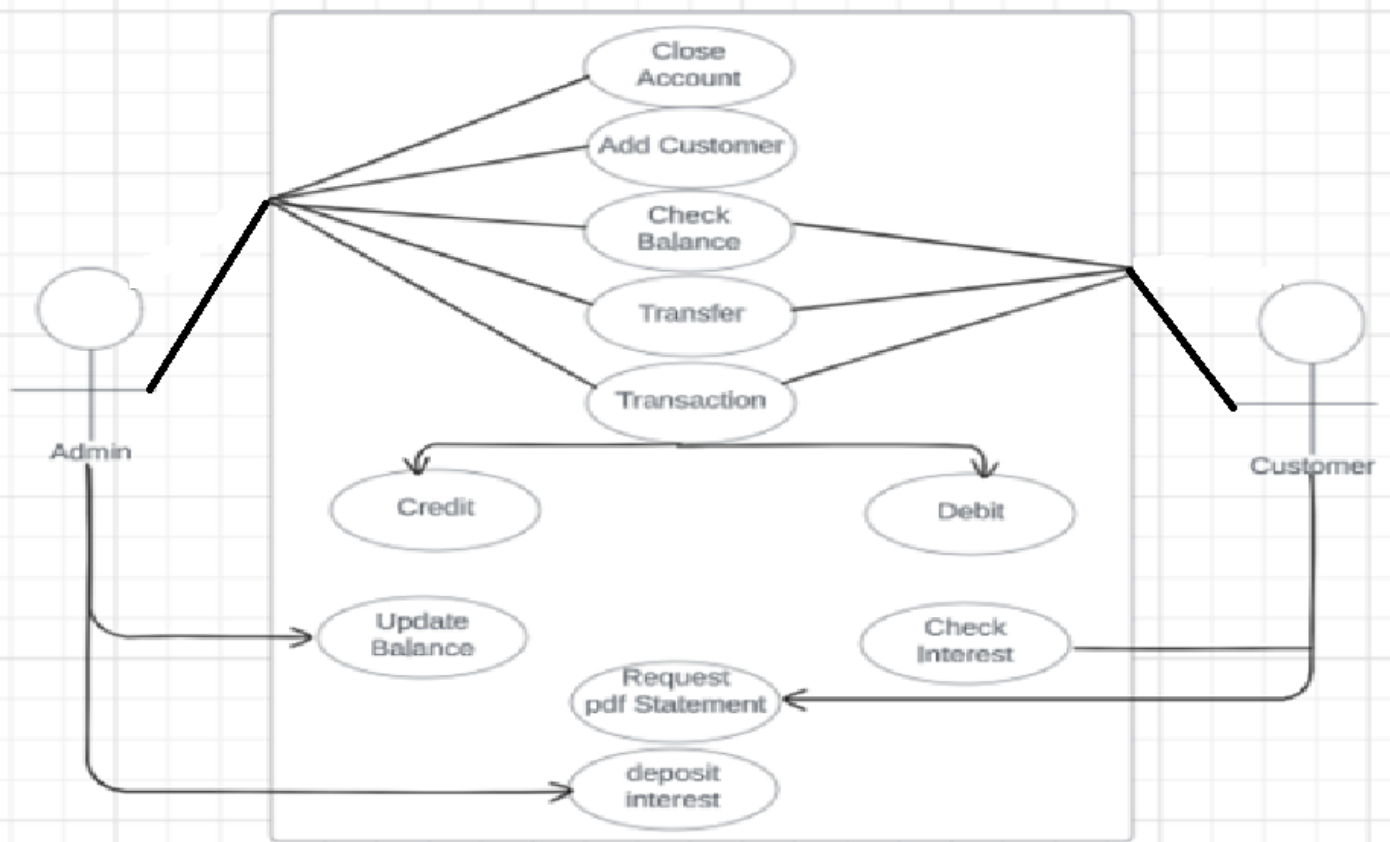 Close
Account
Add Customer
Check
Balance
Transfer
Transaction
Admin
Customer
Credit
Debit
Update
Balance
Check
Interest
Request
pdf Statement
deposit
interest